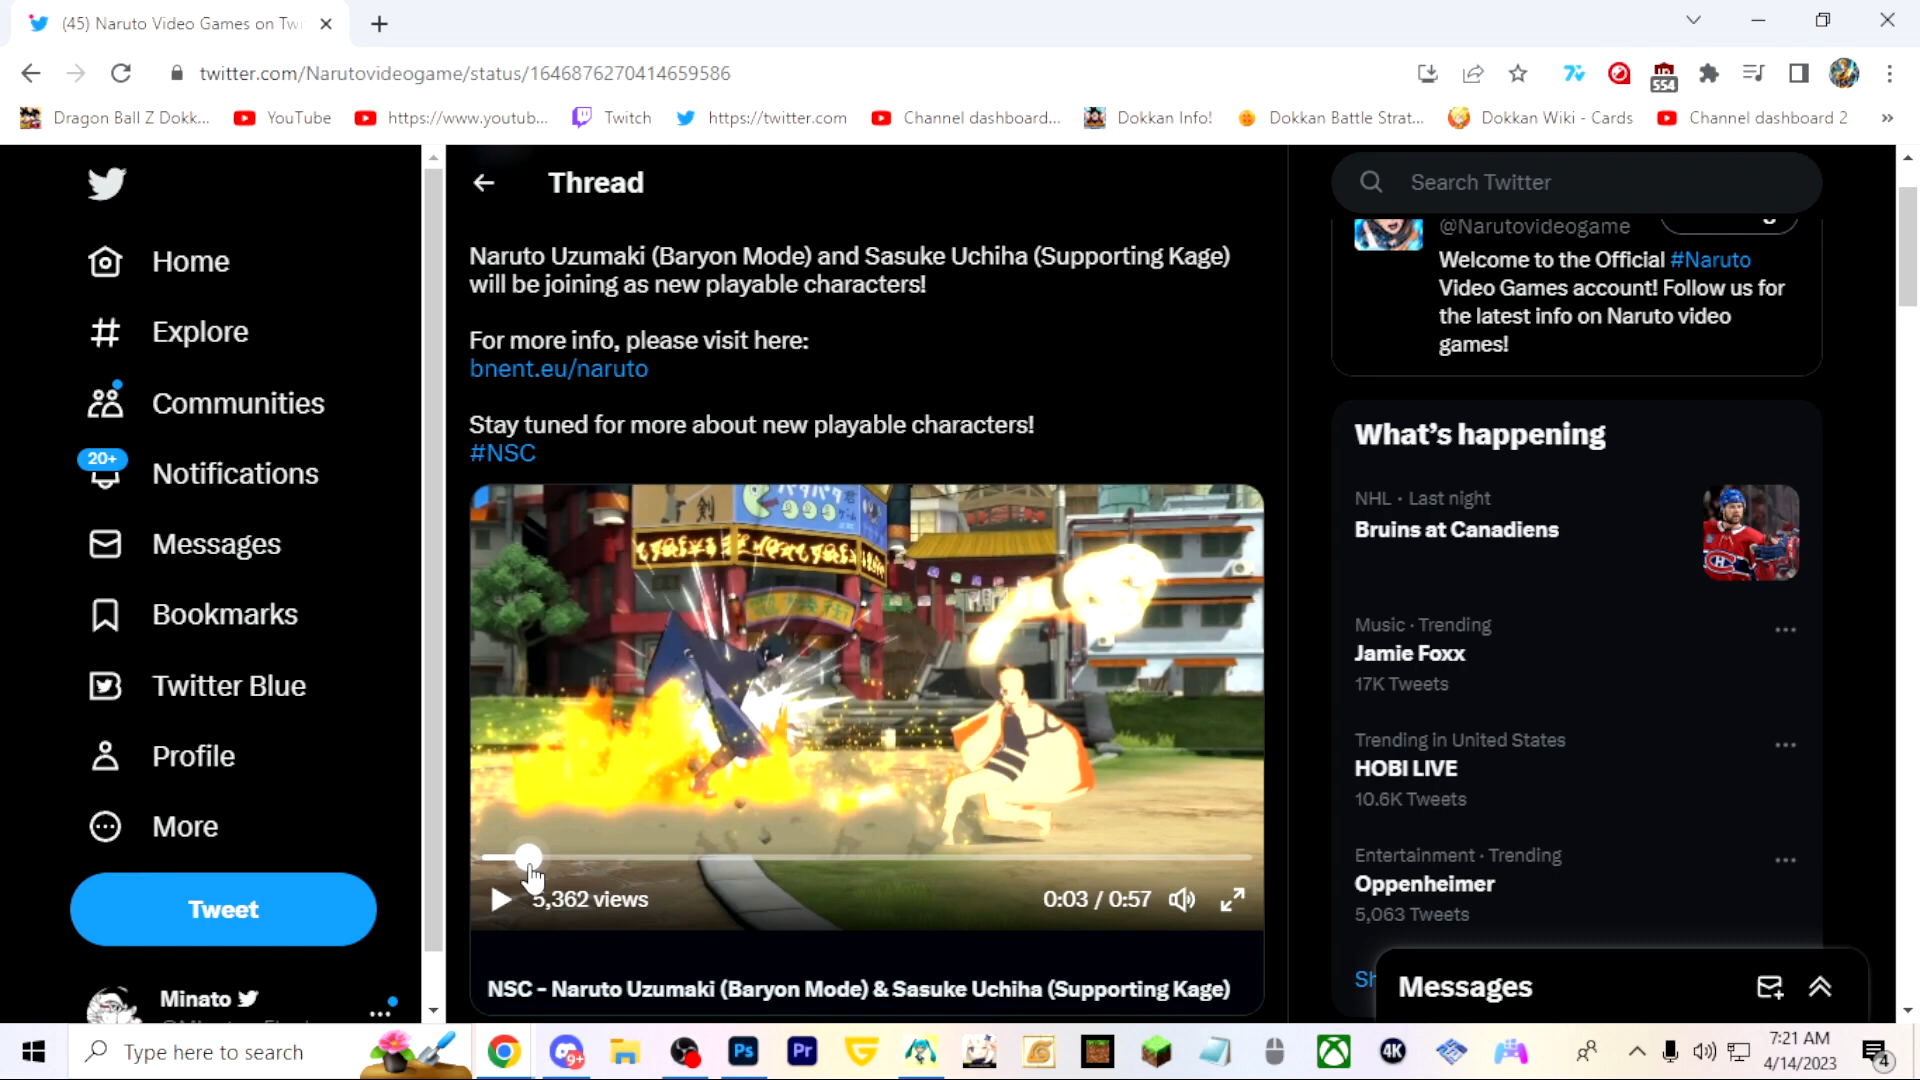 (45) Naruto Video Games on Twi
twitter.com/Narutovideogame/status/1646876270414659586
554
Dragon Ball Z Dokk...
YouTube
https://www.youtub...
Twitch
https://twitter.com
Channel dashboard...
Dokkan Info!
Dokkan Battle Strat...
Dokkan Wiki - Cards
Channel dashboard 2
Home
Explore
Communities
20+
Notifications
Messages
Bookmarks
Twitter Blue
Profile
More
Tweet
Minato
Thread
Naruto Uzumaki (Baryon Mode) and Sasuke Uchiha (Supporting Kage)
will be joining as new playable characters!
For more info, please visit here:
bnent.eu/naruto
Stay tuned for more about new playable characters!
#NSC
5,362 views
0:03 / 0:57
NSC - Naruto Uzumaki (Baryon Mode) & Sasuke Uchiha (Supporting Kage)
Search Twitter
@Narutovideogame
Welcome to the Official #Naruto
Video Games account! Follow us for
the latest info on Naruto video
games!
What's happening
NHL · Last night
Bruins at Canadiens
Music · Trending
Jamie Foxx
17K Tweets
Trending in United States
HOBI LIVE
10.6K Tweets
Entertainment · Trending
Oppenheimer
5,063 Tweets
Sh
Messages
Type here to search
9+
Ps
Pr
4K
7:21 AM
4/14/2023
4